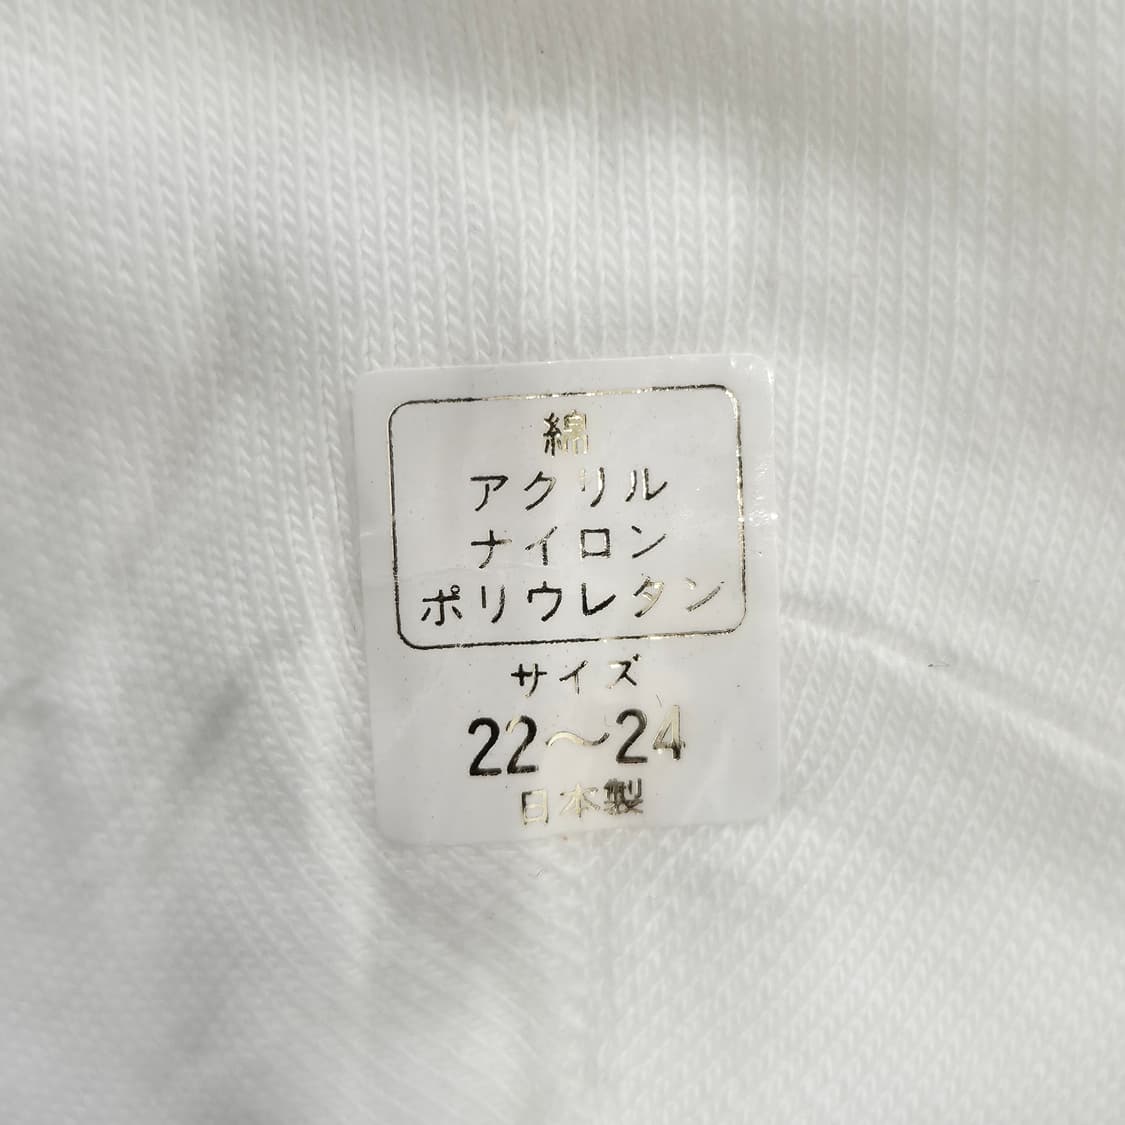 綿
アクリル
ナイロン
ポリウレタン
サイズ
22〜24
日本製